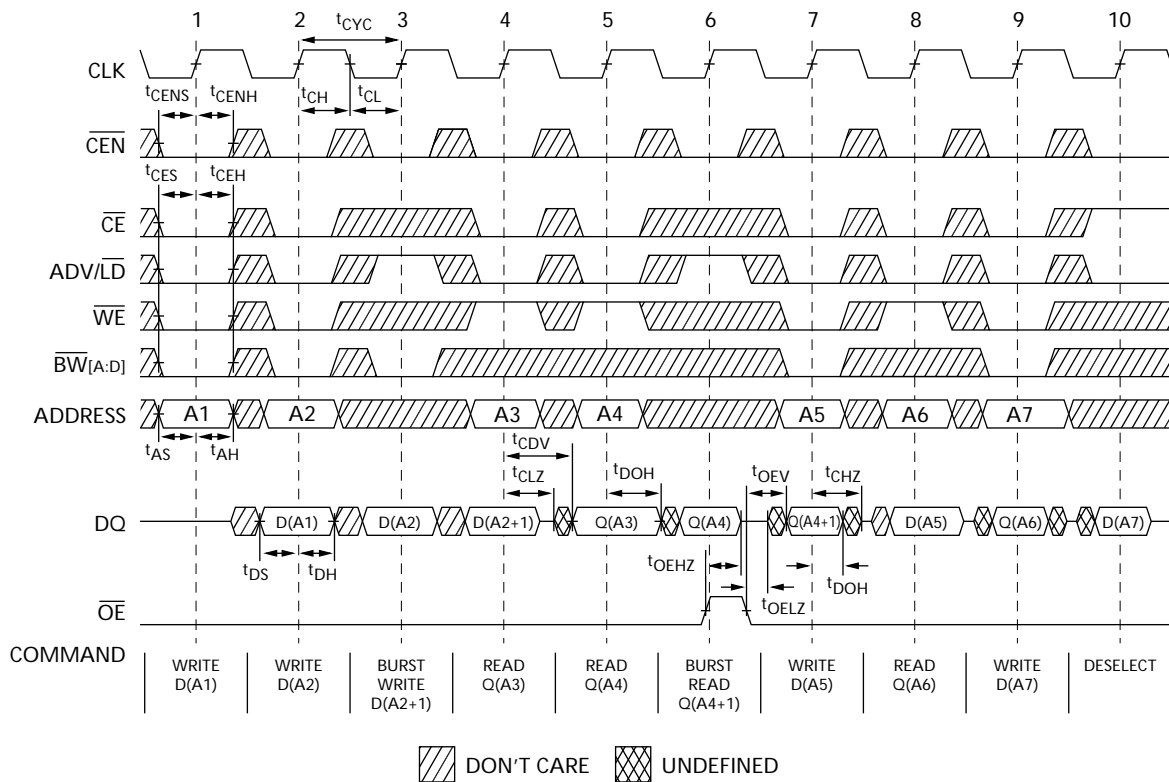 1 2 3 4 5 6 7 8 9 10
tCYC
CLK
tCENS tCENH tCH tCL
CEN
tCES tCEH
CE
ADV/LD
WE
BW[A:D]
ADDRESS A1 A2 A3 A4 A5 A6 A7
tAS tAH tCDV
tCLZ tDOH tOEV tCHZ
DQ D(A1) D(A2) D(A2+1) Q(A3) Q(A4) Q(A4+1) D(A5) Q(A6) D(A7)
tDS tDH tOEHZ tDOH
tOELZ
OE
COMMAND
WRITE D(A1)
WRITE D(A2)
BURST WRITE D(A2+1)
READ Q(A3)
READ Q(A4)
BURST READ Q(A4+1)
WRITE D(A5)
READ Q(A6)
WRITE D(A7)
DESELECT
DON'T CARE UNDEFINED